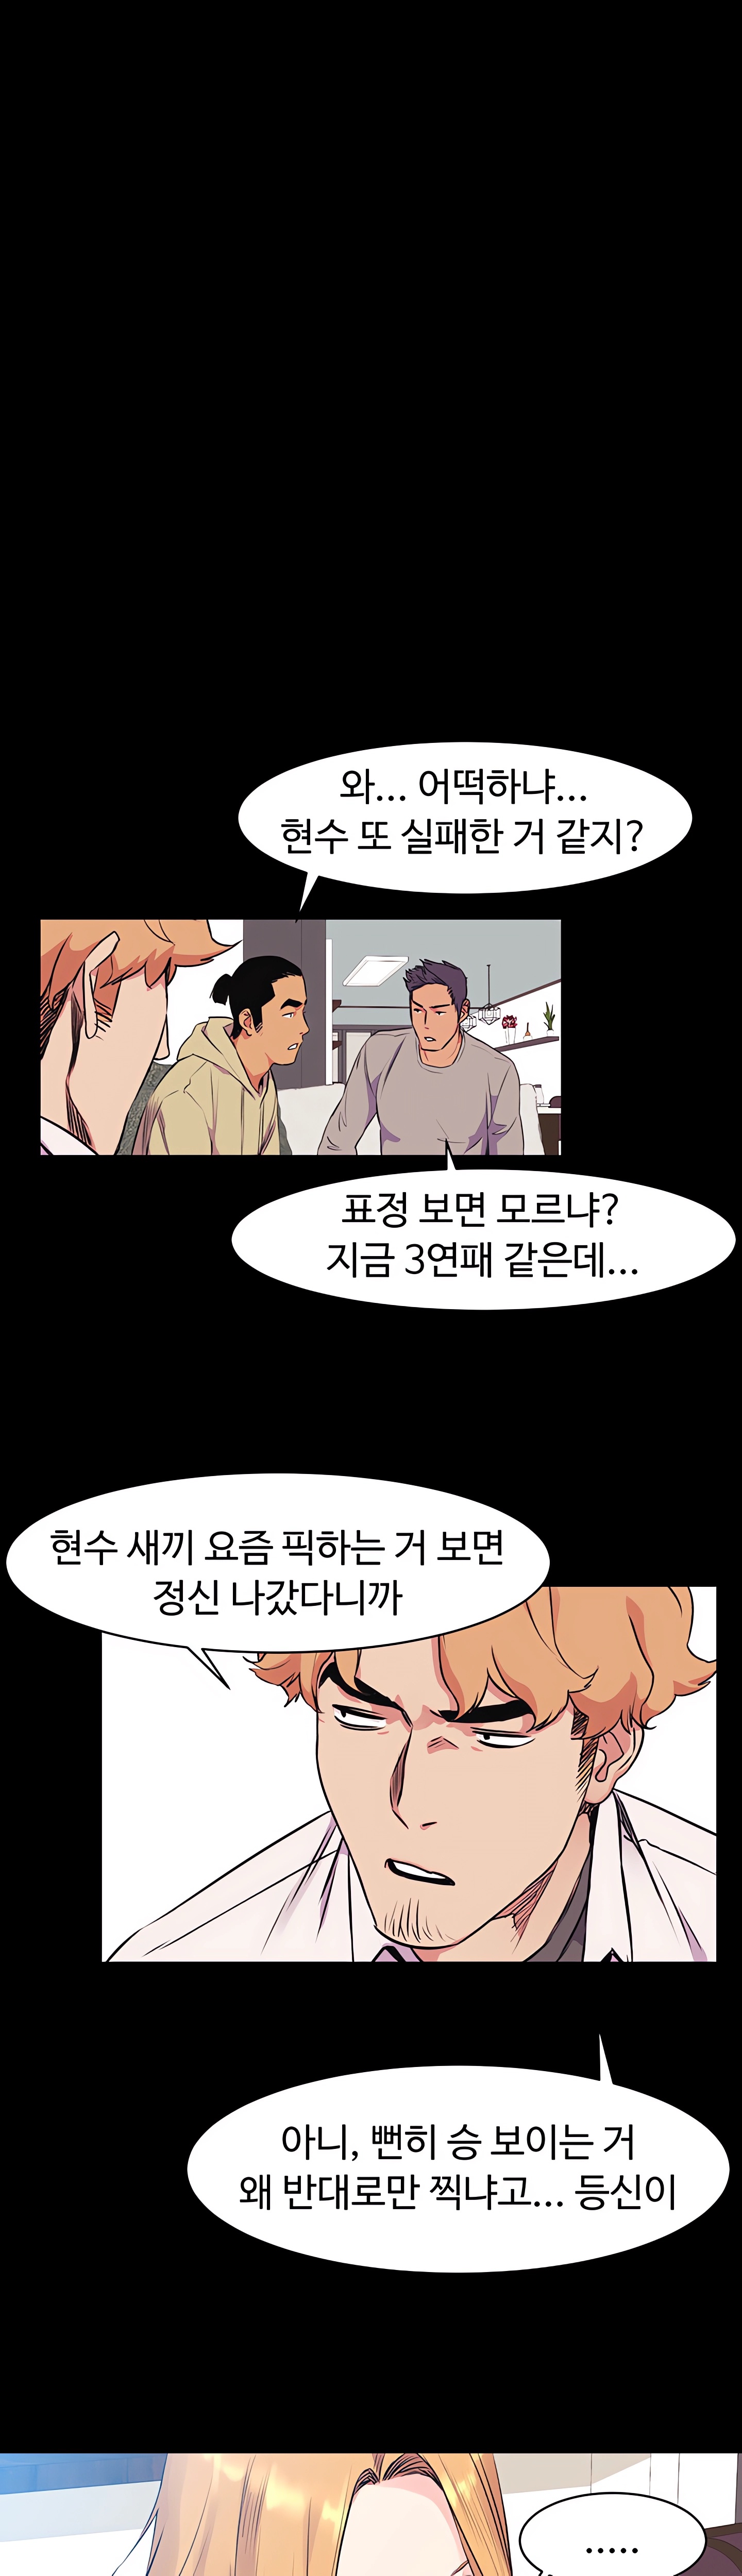 와... 어떡하냐...
현수 또 실패한 거 같지?
표정 보면 모르냐?
지금 3연패 같은데...
현수 새끼 요즘 픽하는 거 보면
정신 나갔다니까
아니, 뻔히 승 보이는 거
왜 반대로만 찍냐고... 등신이
.....